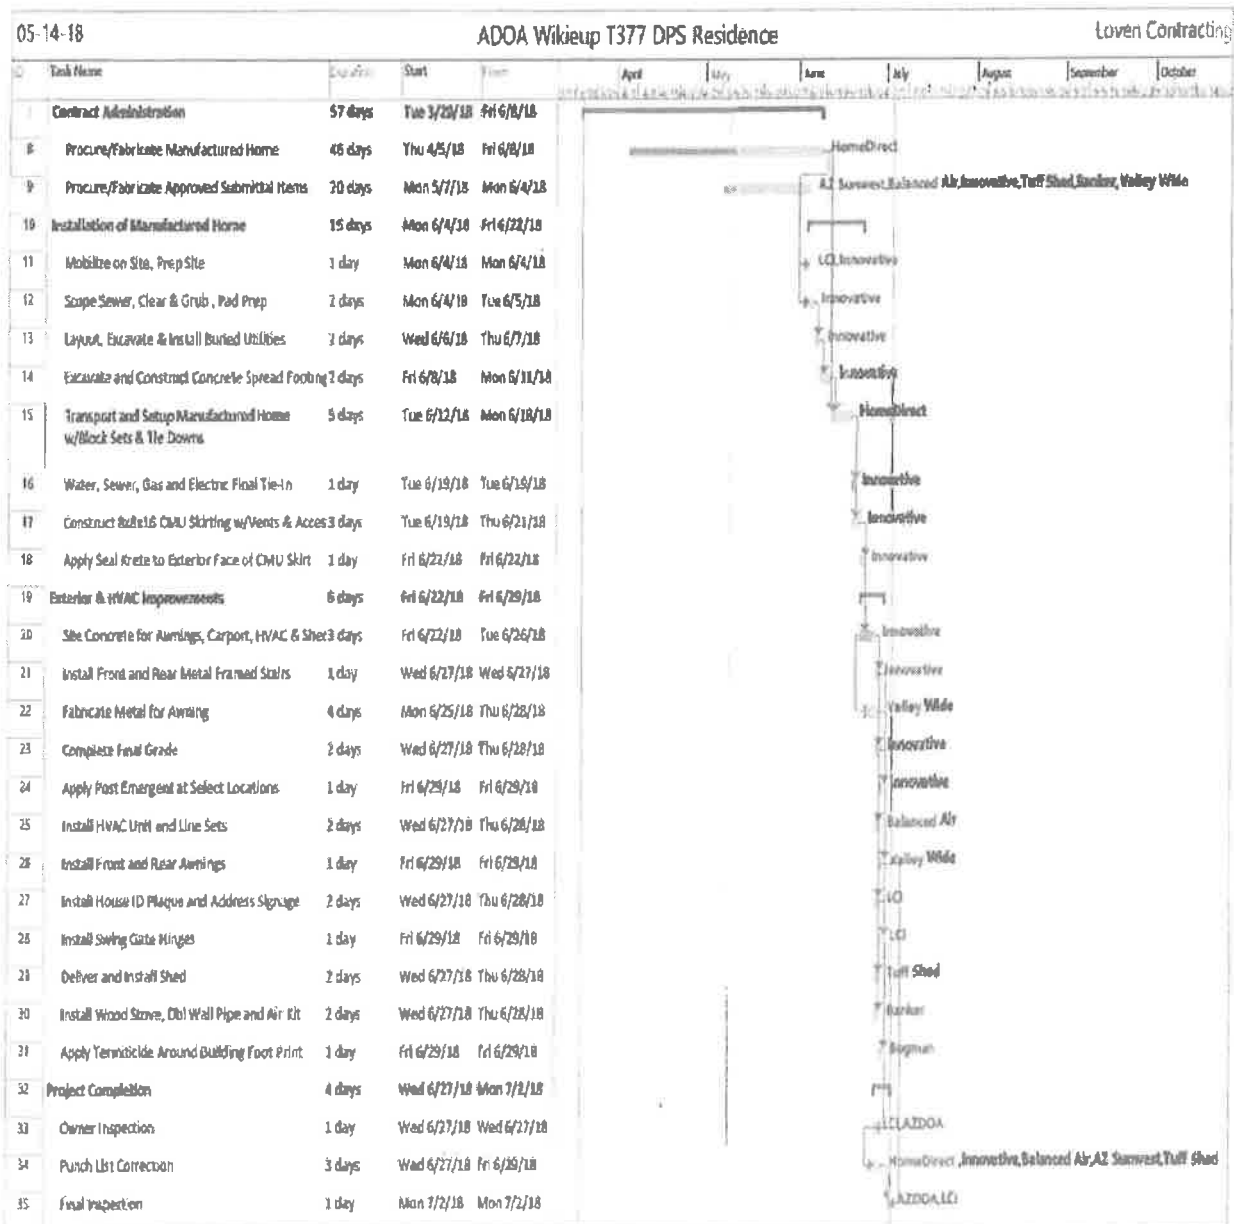 05-14-18 ADOA Wikieup T377 DPS Residence Loven Contracting
ID Task Name Duration Start Finish April May June July August September October
Contract Administration 57 days Tue 3/20/18 Fri 6/8/18
8 Procure/Fabricate Manufactured Home 46 days Thu 4/5/18 Fri 6/8/18 HomeDirect
9 Procure/Fabricate Approved Submittal Items 20 days Mon 5/7/18 Mon 6/4/18 AZ Sunwest,Balanced Air,Innovative,Tuff Shed,Banker,Valley Wide
10 Installation of Manufactured Home 15 days Mon 6/4/18 Fri 6/22/18
11 Mobilize on Site, Prep Site 1 day Mon 6/4/18 Mon 6/4/18 LCI,Innovative
12 Scope Sewer, Clear & Grub , Pad Prep 2 days Mon 6/4/18 Tue 6/5/18 Innovative
13 Layout, Excavate & Install Buried Utilities 2 days Wed 6/6/18 Thu 6/7/18 Innovative
14 Excavate and Construct Concrete Spread Footing 2 days Fri 6/8/18 Mon 6/11/18 Innovative
15 Transport and Setup Manufactured Home 5 days Tue 6/12/18 Mon 6/18/18 HomeDirect
w/Block Sets & Tie Downs
16 Water, Sewer, Gas and Electric Final Tie-In 1 day Tue 6/19/18 Tue 6/19/18 Innovative
17 Construct 8x8x16 CMU Skirting w/Vents & Acces 3 days Tue 6/19/18 Thu 6/21/18 Innovative
18 Apply Seal Krete to Exterior Face of CMU Skirt 1 day Fri 6/22/18 Fri 6/22/18 Innovative
19 Exterior & HVAC Improvements 6 days Fri 6/22/18 Fri 6/29/18
20 Site Concrete for Awnings, Carport, HVAC & Shed 3 days Fri 6/22/18 Tue 6/26/18 Innovative
21 Install Front and Rear Metal Framed Stairs 1 day Wed 6/27/18 Wed 6/27/18 Innovative
22 Fabricate Metal for Awning 4 days Mon 6/25/18 Thu 6/28/18 Valley Wide
23 Complete Final Grade 2 days Wed 6/27/18 Thu 6/28/18 Innovative
24 Apply Post Emergent at Select Locations 1 day Fri 6/29/18 Fri 6/29/18 Innovative
25 Install HVAC Unit and Line Sets 2 days Wed 6/27/18 Thu 6/28/18 Balanced Air
26 Install Front and Rear Awnings 1 day Fri 6/29/18 Fri 6/29/18 Valley Wide
27 Install House ID Plaque and Address Signage 2 days Wed 6/27/18 Thu 6/28/18 LCI
28 Install Swing Gate Hinges 1 day Fri 6/29/18 Fri 6/29/18 LCI
29 Deliver and Install Shed 2 days Wed 6/27/18 Thu 6/28/18 Tuff Shed
30 Install Wood Stove, Dbl Wall Pipe and Air Kit 2 days Wed 6/27/18 Thu 6/28/18 Banker
31 Apply Termiticide Around Building Foot Print 1 day Fri 6/29/18 Fri 6/29/18 Bugman
32 Project Completion 4 days Wed 6/27/18 Mon 7/2/18
33 Owner Inspection 1 day Wed 6/27/18 Wed 6/27/18 LCI,AZDOA
34 Punch List Correction 3 days Wed 6/27/18 Fri 6/29/18 HomeDirect,Innovative,Balanced Air,AZ Sunwest,Tuff Shed
35 Final Inspection 1 day Mon 7/2/18 Mon 7/2/18 AZDOA,LCI